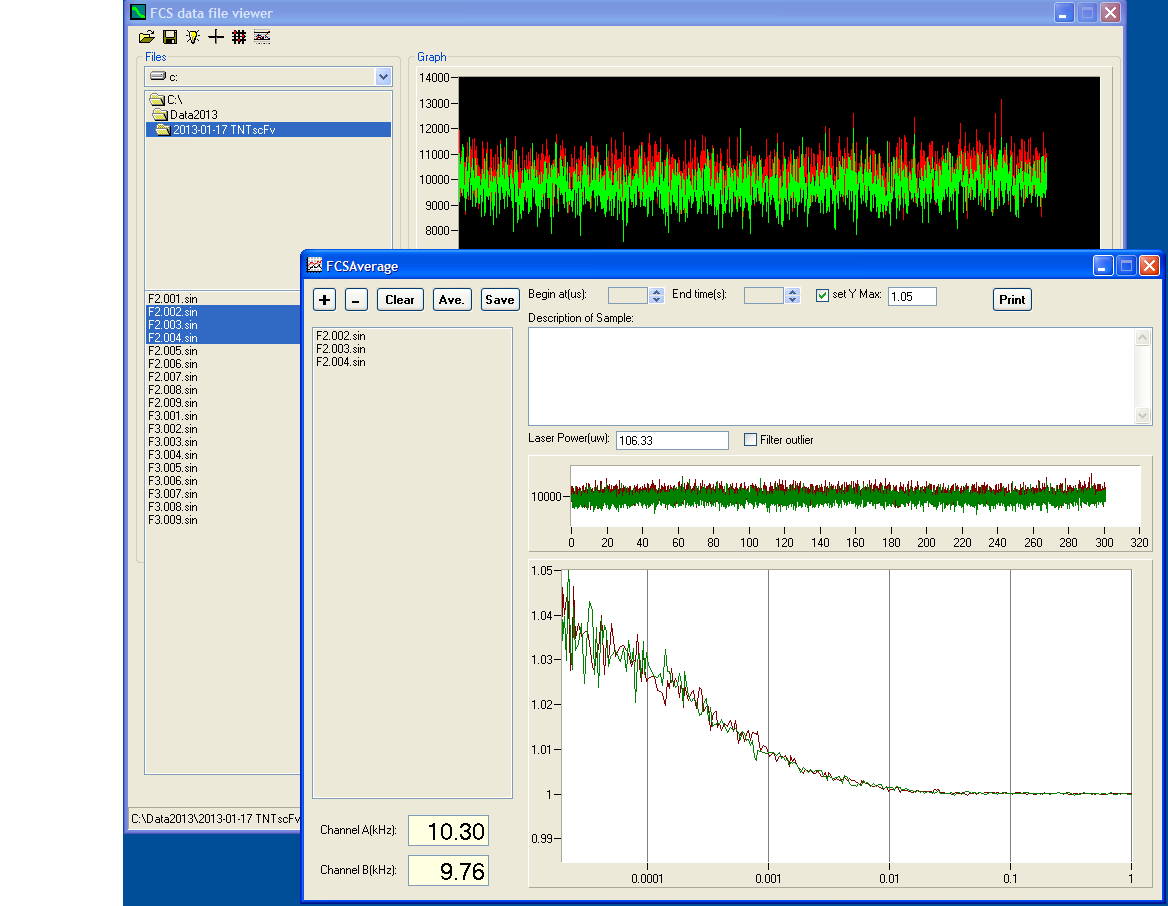 FCS data file viewer
Files
c:
C:\
Data2013
2013-01-17 TNTscFv
F2.001.sin
F2.002.sin
F2.003.sin
F2.004.sin
F2.005.sin
F2.006.sin
F2.007.sin
F2.008.sin
F2.009.sin
F3.001.sin
F3.002.sin
F3.003.sin
F3.004.sin
F3.005.sin
F3.006.sin
F3.007.sin
F3.008.sin
F3.009.sin
C:\Data2013\2013-01-17 TNTscFv
Graph
14000
13000
12000
11000
10000
9000
8000
FCSAverage
+ - Clear Ave. Save Begin at(us): End time(s): set Y Max: 1.05 Print
F2.002.sin
F2.003.sin
F2.004.sin
Channel A(kHz): 10.30
Channel B(kHz): 9.76
Description of Sample:
Laser Power(uw): 106.33 Filter outlier
10000
0 20 40 60 80 100 120 140 160 180 200 220 240 260 280 300 320
1.05
1.04
1.03
1.02
1.01
1
0.99
0.0001 0.001 0.01 0.1 1